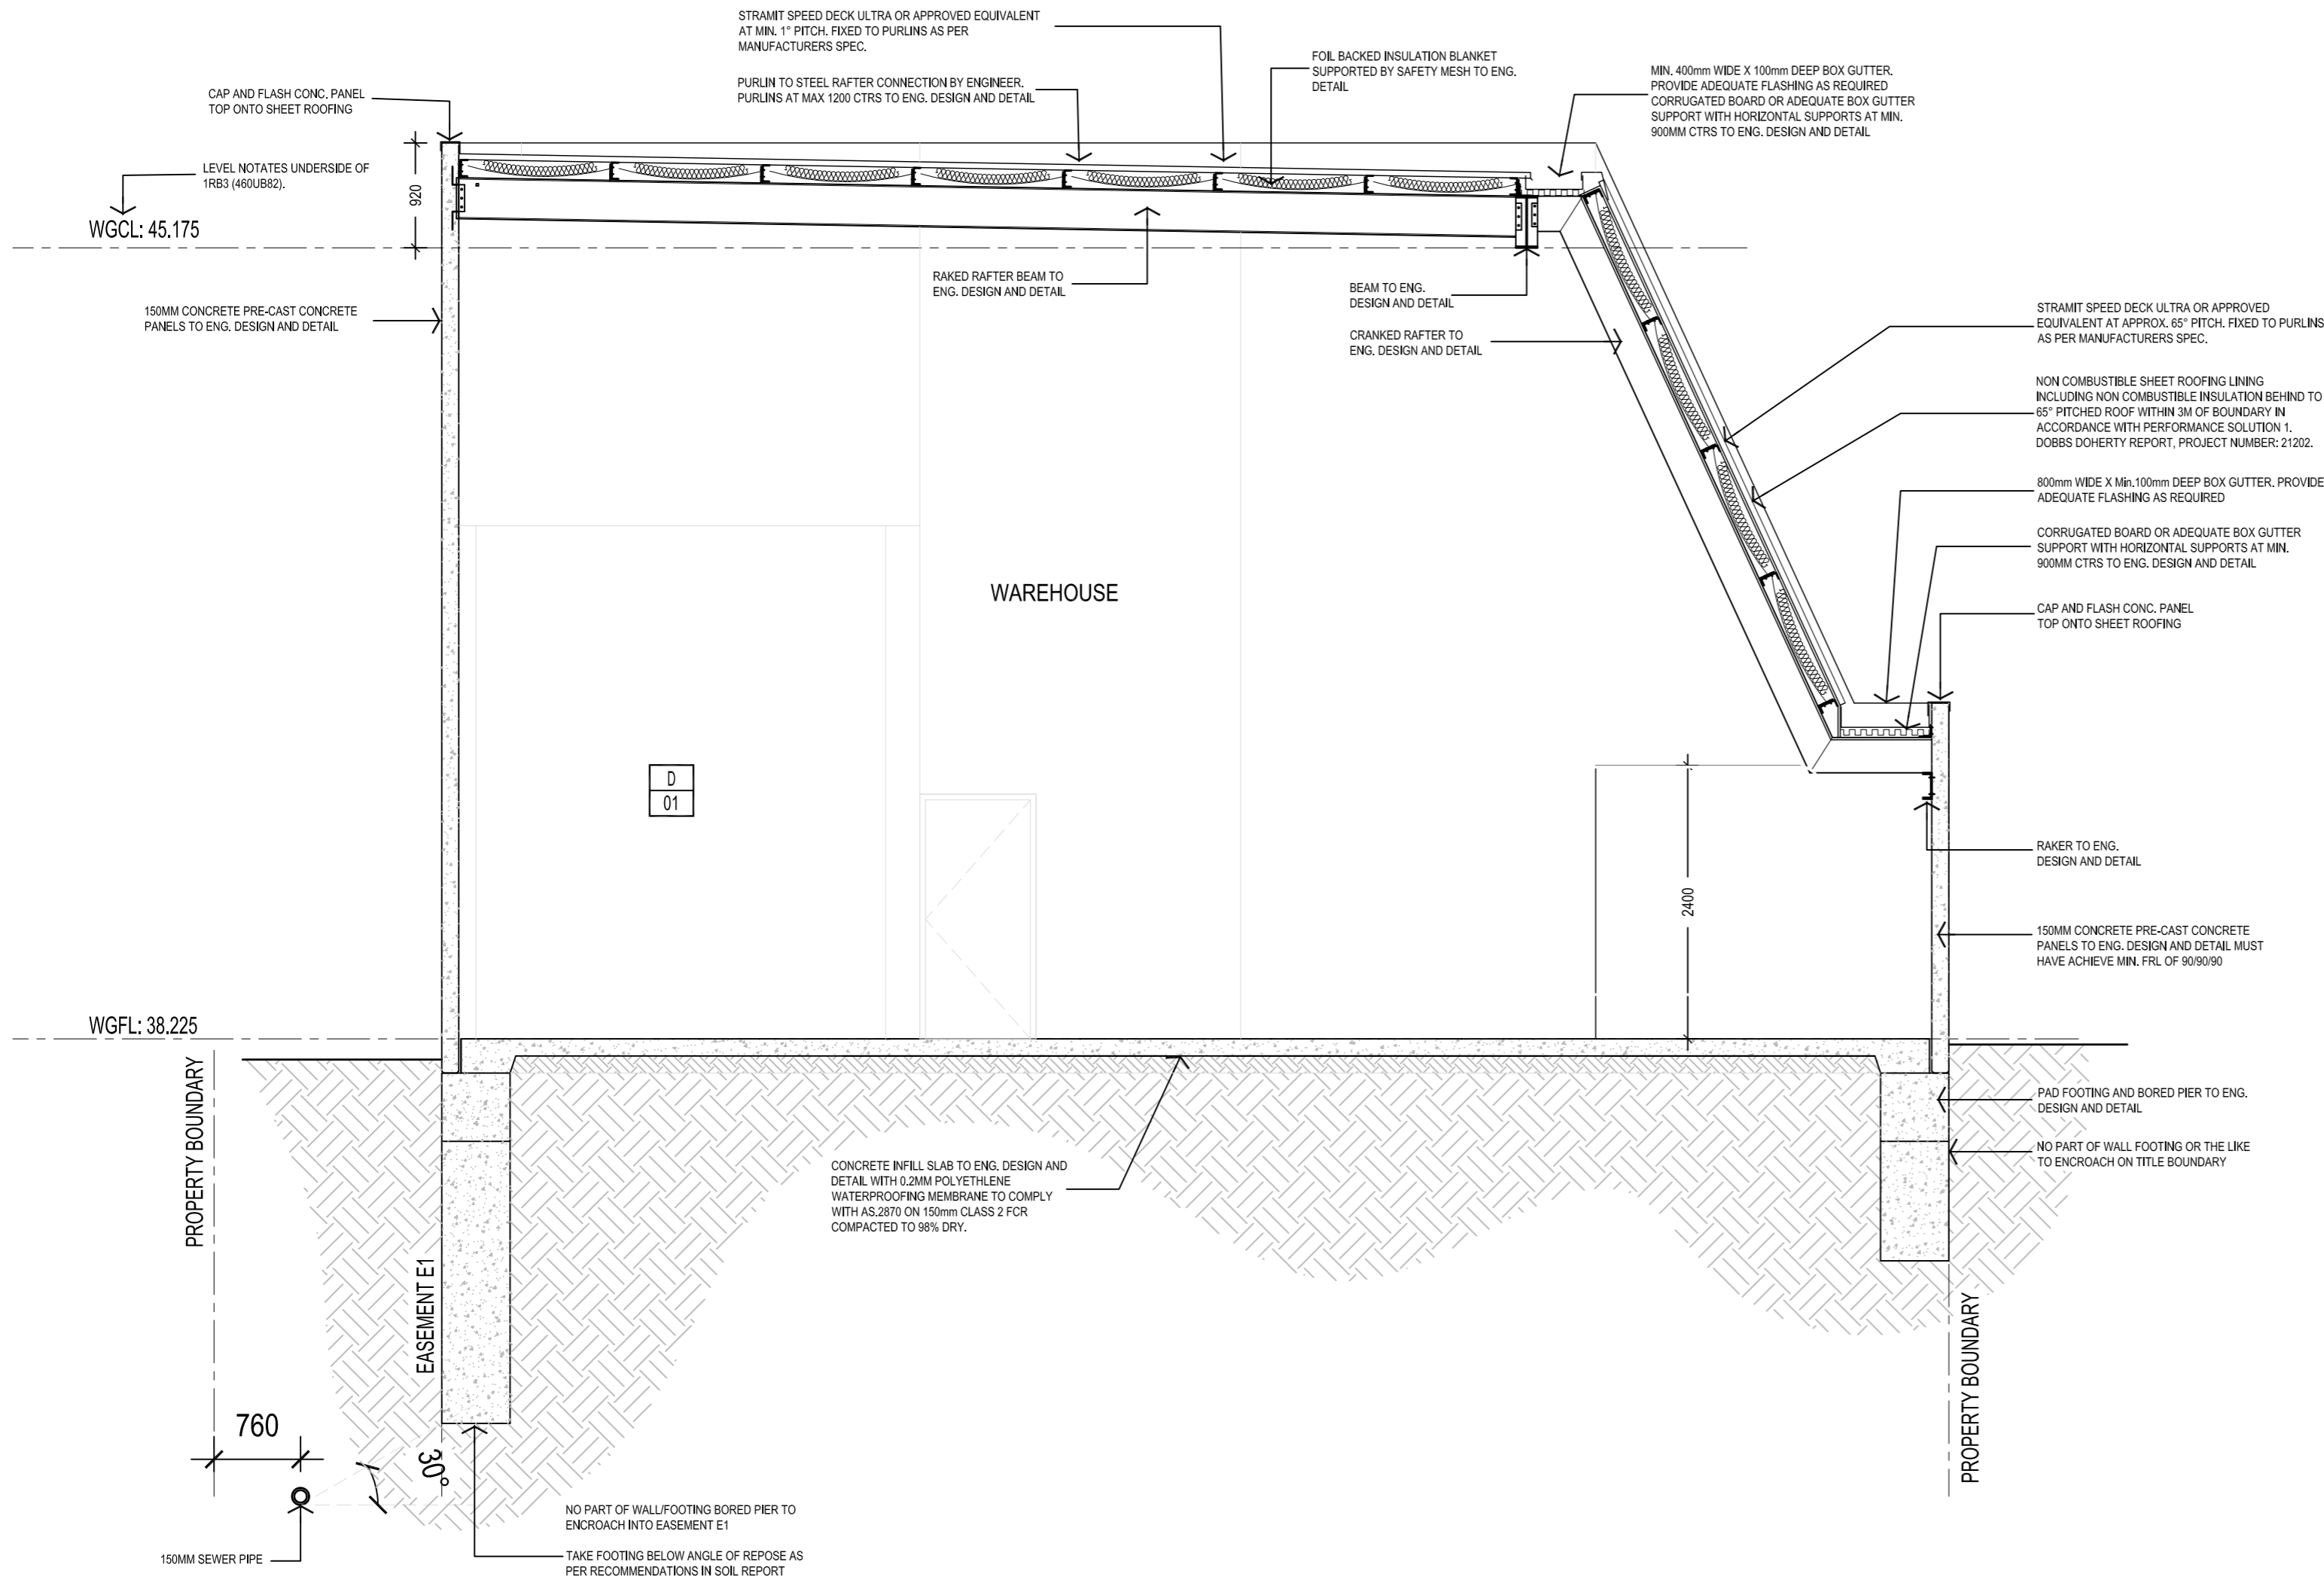 STRAMIT SPEED DECK ULTRA OR APPROVED EQUIVALENT
AT MIN. 1° PITCH. FIXED TO PURLINS AS PER
MANUFACTURERS SPEC.
PURLIN TO STEEL RAFTER CONNECTION BY ENGINEER.
PURLINS AT MAX 1200 CTRS TO ENG. DESIGN AND DETAIL
FOIL BACKED INSULATION BLANKET
SUPPORTED BY SAFETY MESH TO ENG.
DETAIL
MIN. 400mm WIDE X 100mm DEEP BOX GUTTER.
PROVIDE ADEQUATE FLASHING AS REQUIRED
CORRUGATED BOARD OR ADEQUATE BOX GUTTER
SUPPORT WITH HORIZONTAL SUPPORTS AT MIN.
900MM CTRS TO ENG. DESIGN AND DETAIL
CAP AND FLASH CONC. PANEL
TOP ONTO SHEET ROOFING
LEVEL NOTATES UNDERSIDE OF
1RB3 (460UB82).
920
WGCL: 45.175
RAKED RAFTER BEAM TO
ENG. DESIGN AND DETAIL
BEAM TO ENG.
DESIGN AND DETAIL
150MM CONCRETE PRE-CAST CONCRETE
PANELS TO ENG. DESIGN AND DETAIL
CRANKED RAFTER TO
ENG. DESIGN AND DETAIL
STRAMIT SPEED DECK ULTRA OR APPROVED
EQUIVALENT AT APPROX. 65° PITCH. FIXED TO PURLINS
AS PER MANUFACTURERS SPEC.
NON COMBUSTIBLE SHEET ROOFING LINING
INCLUDING NON COMBUSTIBLE INSULATION BEHIND TO
65° PITCHED ROOF WITHIN 3M OF BOUNDARY IN
ACCORDANCE WITH PERFORMANCE SOLUTION 1.
DOBBS DOHERTY REPORT, PROJECT NUMBER: 21202.
800mm WIDE X Min.100mm DEEP BOX GUTTER. PROVIDE
ADEQUATE FLASHING AS REQUIRED
CORRUGATED BOARD OR ADEQUATE BOX GUTTER
SUPPORT WITH HORIZONTAL SUPPORTS AT MIN.
900MM CTRS TO ENG. DESIGN AND DETAIL
WAREHOUSE
CAP AND FLASH CONC. PANEL
TOP ONTO SHEET ROOFING
D
01
2400
RAKER TO ENG.
DESIGN AND DETAIL
150MM CONCRETE PRE-CAST CONCRETE
PANELS TO ENG. DESIGN AND DETAIL MUST
HAVE ACHIEVE MIN. FRL OF 90/90/90
WGFL: 38.225
PROPERTY BOUNDARY
PAD FOOTING AND BORED PIER TO ENG.
DESIGN AND DETAIL
NO PART OF WALL FOOTING OR THE LIKE
TO ENCROACH ON TITLE BOUNDARY
CONCRETE INFILL SLAB TO ENG. DESIGN AND
DETAIL WITH 0.2MM POLYETHLENE
WATERPROOFING MEMBRANE TO COMPLY
WITH AS.2870 ON 150mm CLASS 2 FCR
COMPACTED TO 98% DRY.
EASEMENT E1
PROPERTY BOUNDARY
760
30°
NO PART OF WALL/FOOTING BORED PIER TO
ENCROACH INTO EASEMENT E1
150MM SEWER PIPE
TAKE FOOTING BELOW ANGLE OF REPOSE AS
PER RECOMMENDATIONS IN SOIL REPORT